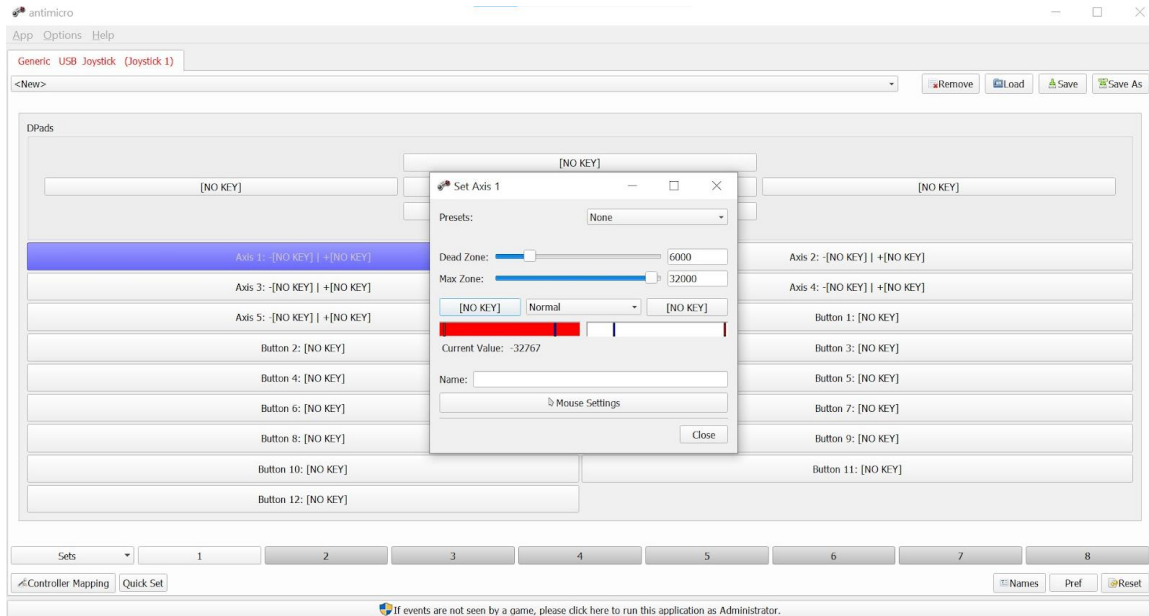 antimicro
App Options Help
Generic USB Joystick (Joystick 1)
<New>
Remove Load Save Save As
DPads
[NO KEY]
[NO KEY]
[NO KEY]
Set Axis 1
Presets: None
Dead Zone: 6000
Max Zone: 32000
[NO KEY] Normal [NO KEY]
Current Value: -32767
Name:
Mouse Settings
Close
Axis 1: -[NO KEY] | +[NO KEY]
Axis 2: -[NO KEY] | +[NO KEY]
Axis 3: -[NO KEY] | +[NO KEY]
Axis 4: -[NO KEY] | +[NO KEY]
Axis 5: -[NO KEY] | +[NO KEY]
Button 1: [NO KEY]
Button 2: [NO KEY]
Button 3: [NO KEY]
Button 4: [NO KEY]
Button 5: [NO KEY]
Button 6: [NO KEY]
Button 7: [NO KEY]
Button 8: [NO KEY]
Button 9: [NO KEY]
Button 10: [NO KEY]
Button 11: [NO KEY]
Button 12: [NO KEY]
Sets 1 2 3 4 5 6 7 8
Controller Mapping Quick Set Names Pref Reset
If events are not seen by a game, please click here to run this application as Administrator.